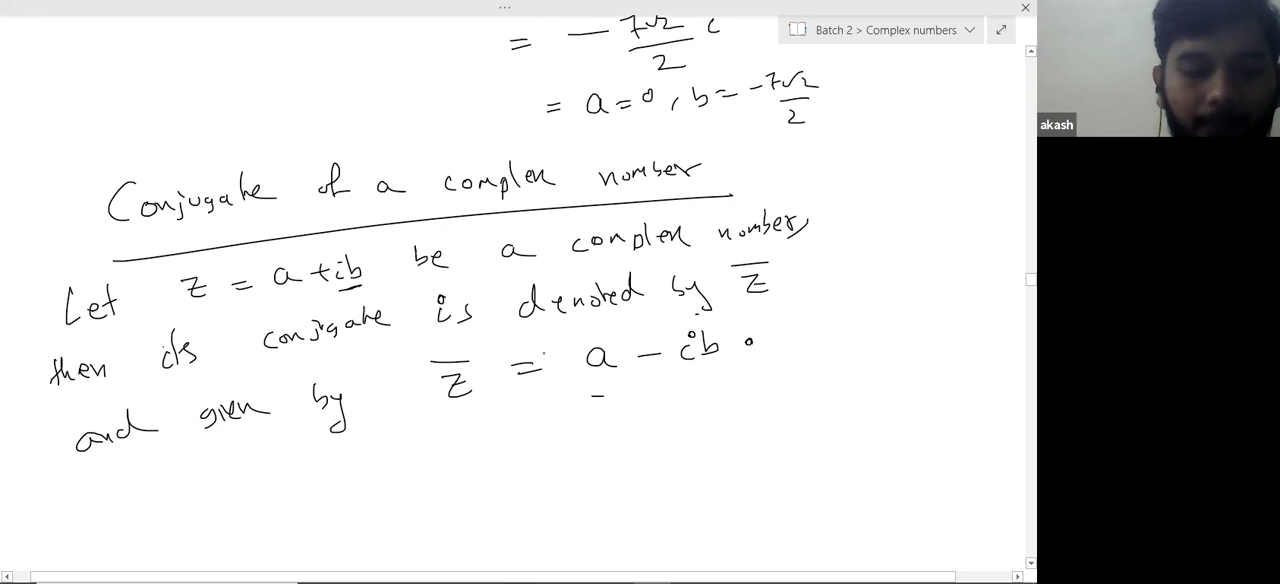 ...
Batch 2 > Complex numbers
= - 7√2/2 i
= a=0, b= -7√2/2
akash
Conjugate of a complex number
Let z = a+ib be a complex number,
then its conjugate is denoted by z̅
and given by z̅ = a - ib.